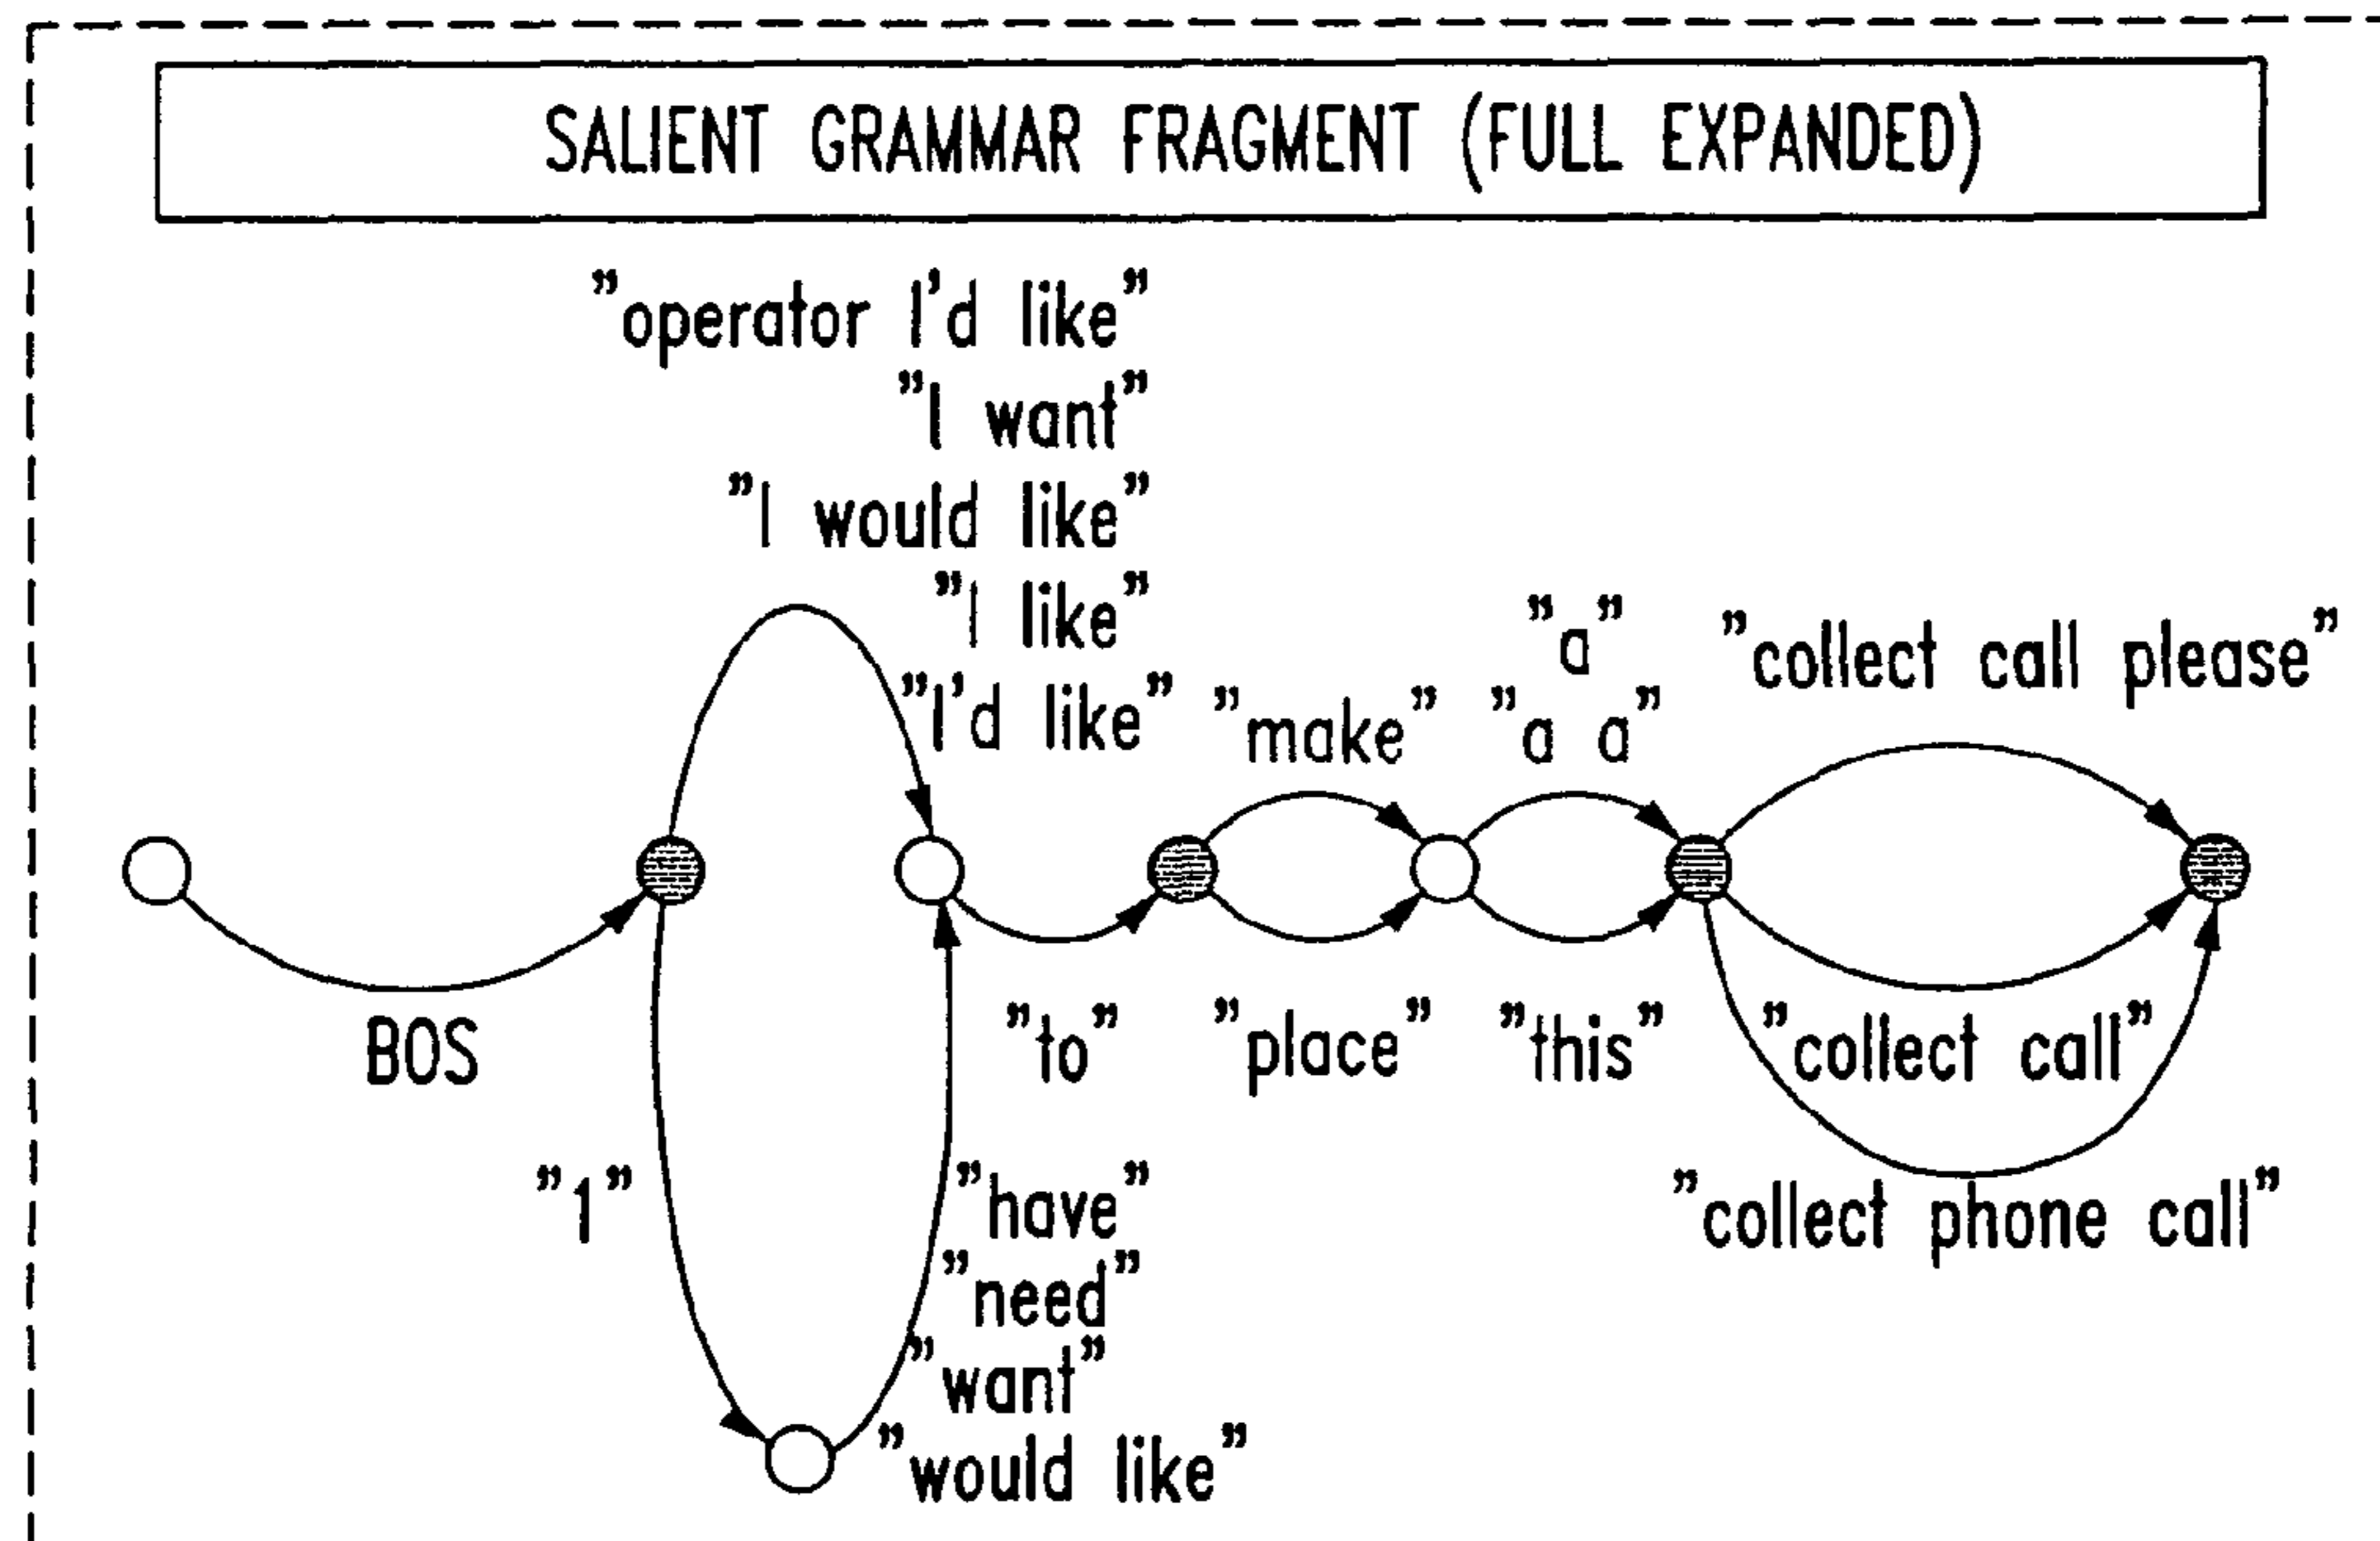 SALIENT GRAMMAR FRAGMENT (FULL EXPANDED)
"operator I'd like"
"I want"
"I would like"
"I like"
"I'd like"
"make"
"a"
"a a"
"collect call please"
BOS
"to"
"place"
"this"
"collect call"
"1"
"have"
"need"
"want"
"would like"
"collect phone call"